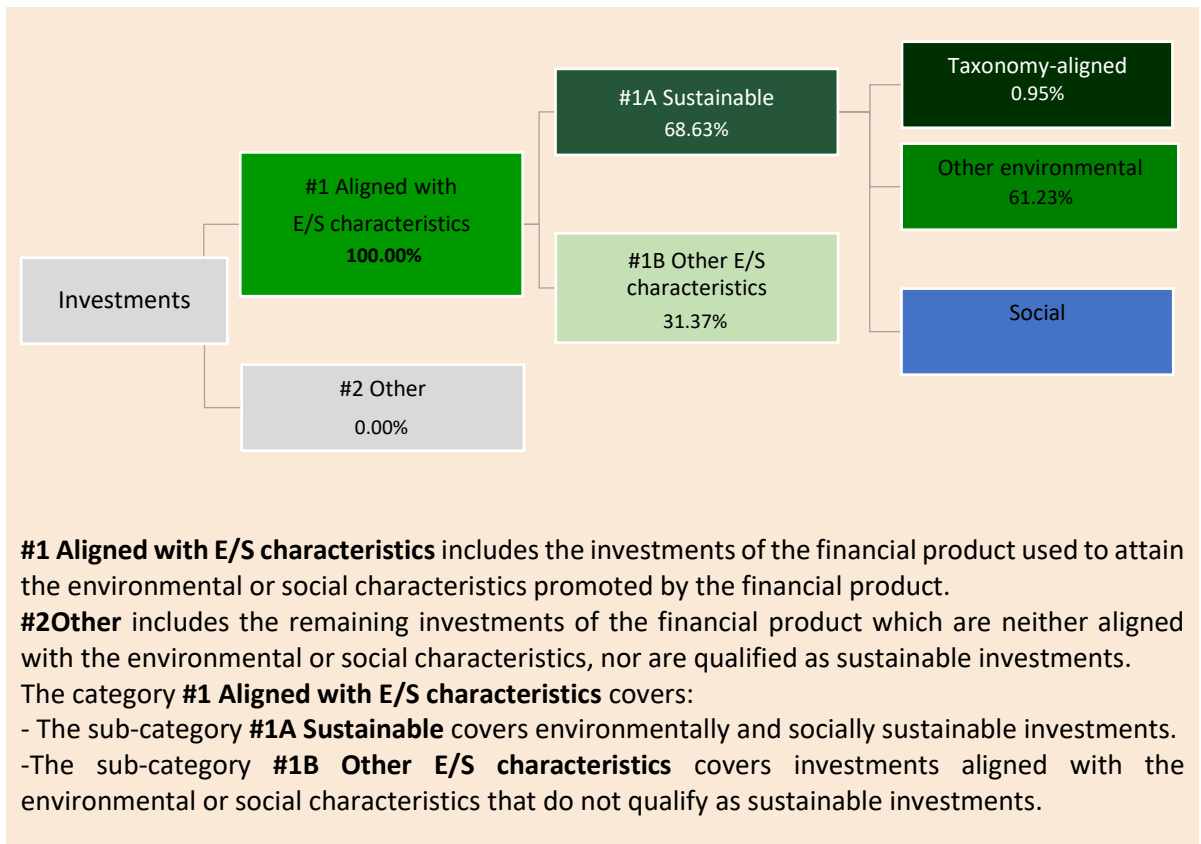 Investments
#1 Aligned with
E/S characteristics
100.00%
#2 Other
0.00%
#1A Sustainable
68.63%
#1B Other E/S
characteristics
31.37%
Taxonomy-aligned
0.95%
Other environmental
61.23%
Social
#1 Aligned with E/S characteristics includes the investments of the financial product used to attain
the environmental or social characteristics promoted by the financial product.
#2Other includes the remaining investments of the financial product which are neither aligned
with the environmental or social characteristics, nor are qualified as sustainable investments.
The category #1 Aligned with E/S characteristics covers:
- The sub-category #1A Sustainable covers environmentally and socially sustainable investments.
-The sub-category #1B Other E/S characteristics covers investments aligned with the
environmental or social characteristics that do not qualify as sustainable investments.